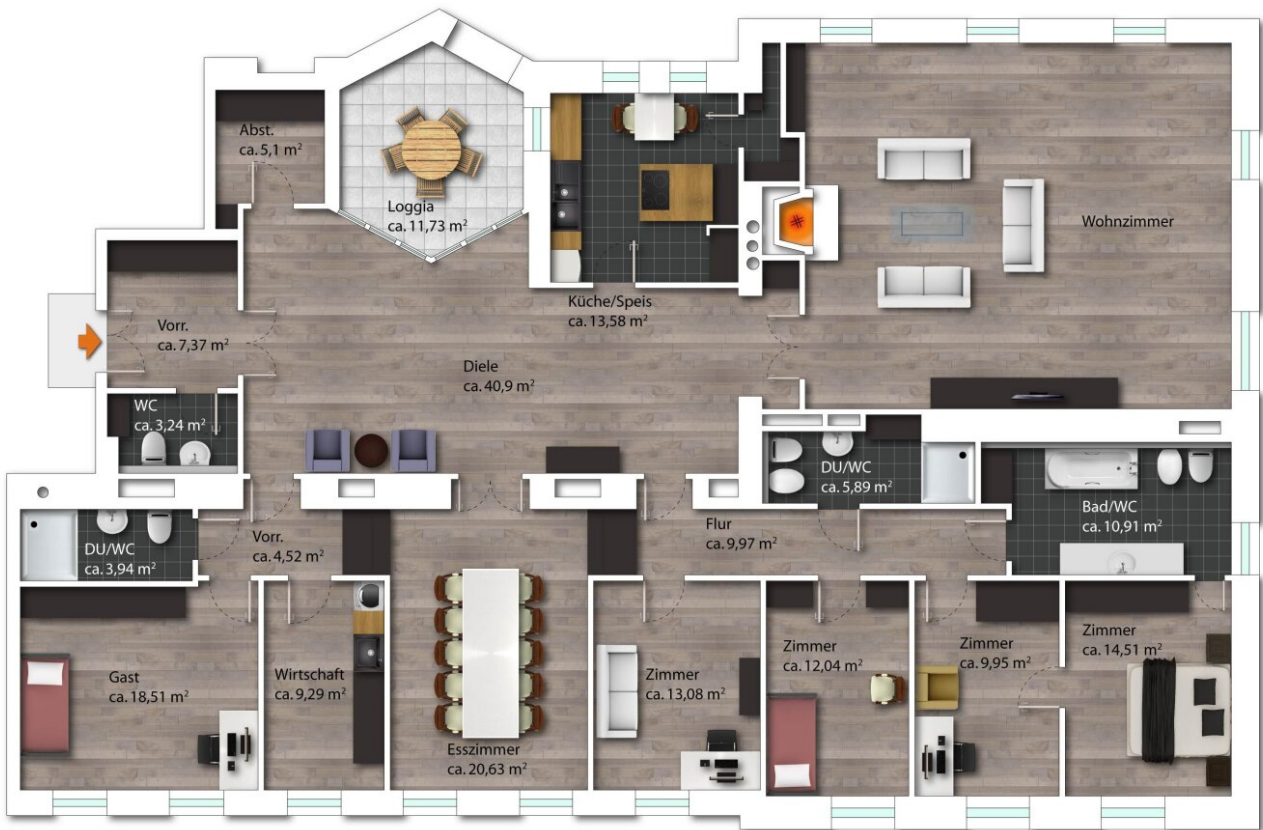 Abst.
ca. 5,1 m²
Loggia
ca. 11,73 m²
Wohnzimmer
Küche/Speis
ca. 13,58 m²
Vorr.
ca. 7,37 m²
Diele
ca. 40,9 m²
WC
ca. 3,24 m²
DU/WC
ca. 5,89 m²
Bad/WC
ca. 10,91 m²
DU/WC
ca. 3,94 m²
Vorr.
ca. 4,52 m²
Flur
ca. 9,97 m²
Gast
ca. 18,51 m²
Wirtschaft
ca. 9,29 m²
Esszimmer
ca. 20,63 m²
Zimmer
ca. 13,08 m²
Zimmer
ca. 12,04 m²
Zimmer
ca. 9,95 m²
Zimmer
ca. 14,51 m²